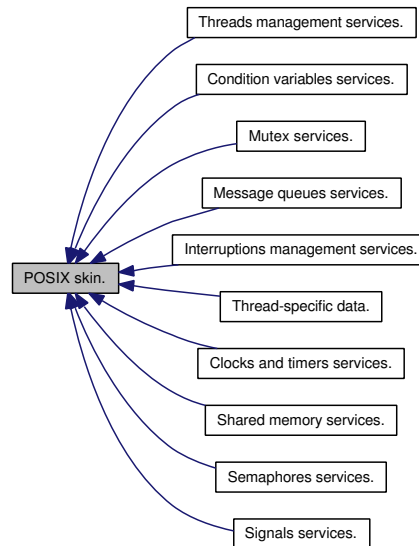 Threads management services.
Condition variables services.
Mutex services.
Message queues services.
Interruptions management services.
POSIX skin.
Thread-specific data.
Clocks and timers services.
Shared memory services.
Semaphores services.
Signals services.